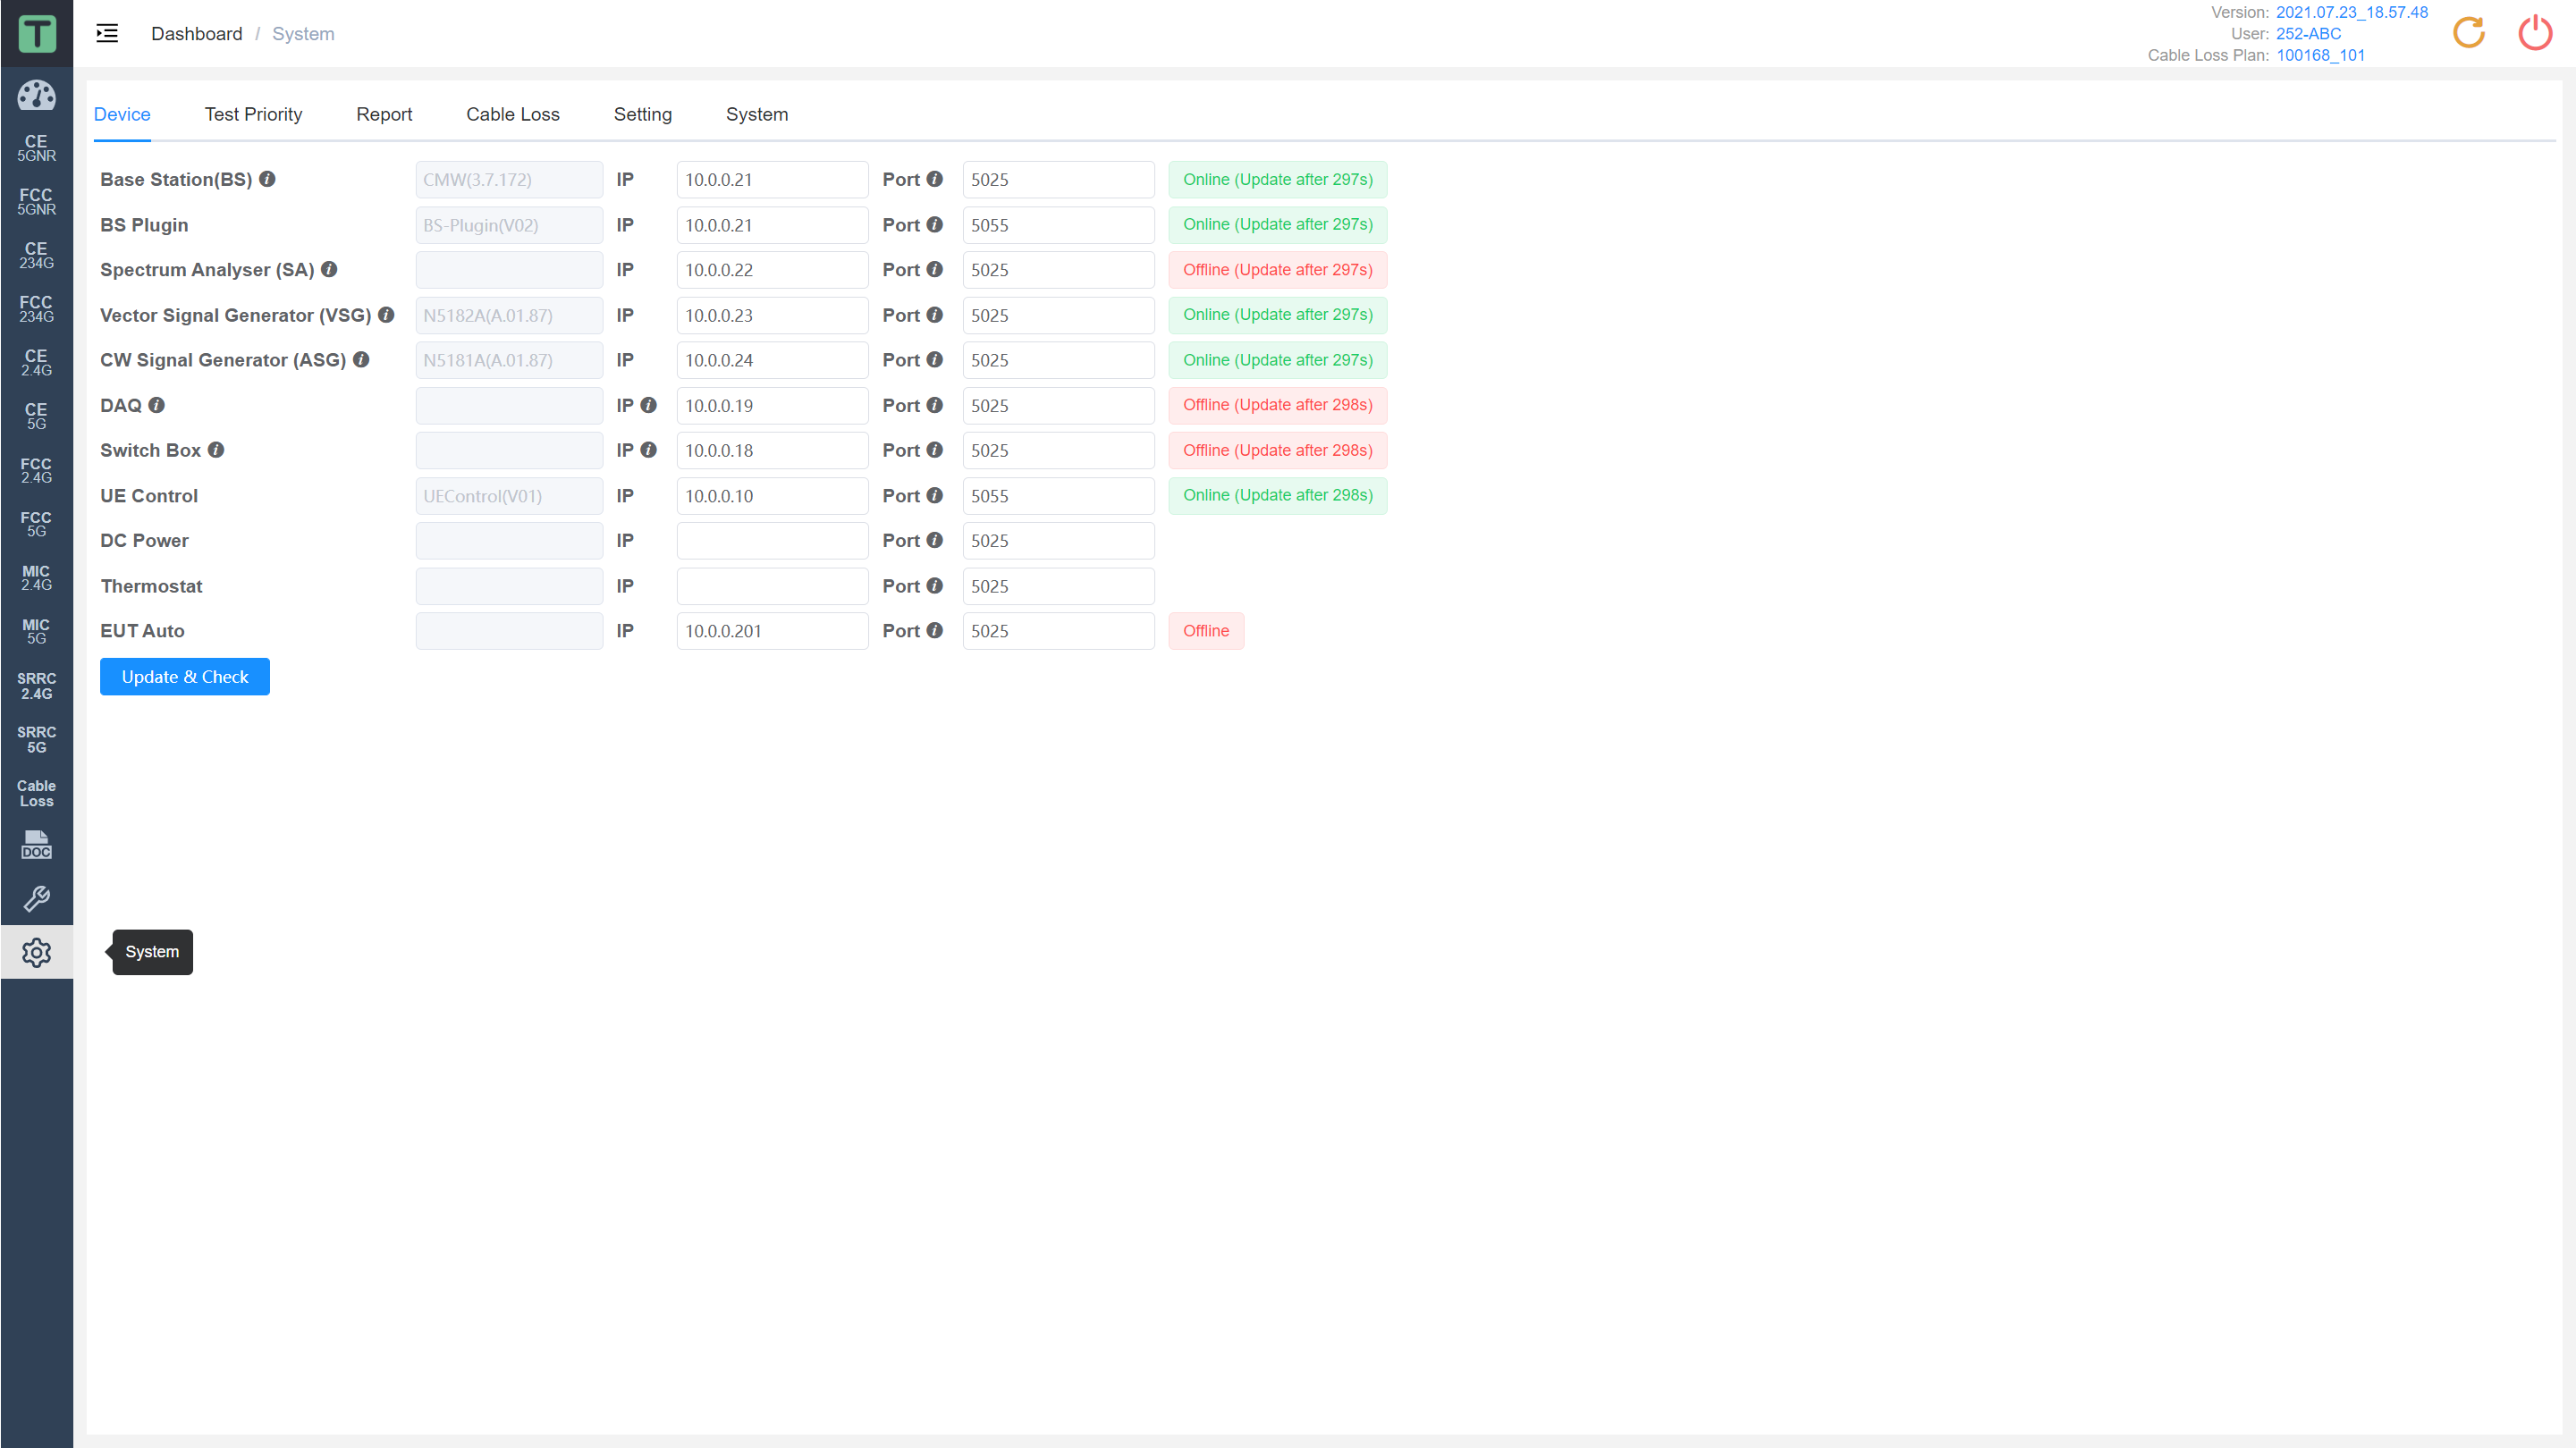 T
Dashboard / System
Version: 2021.07.23_18.57.48
User: 252-ABC
Cable Loss Plan: 100168_101
CE
5GNR
FCC
5GNR
CE
234G
FCC
234G
CE
2.4G
CE
5G
FCC
2.4G
FCC
5G
MIC
2.4G
MIC
5G
SRRC
2.4G
SRRC
5G
Cable
Loss
DOC
System
Device Test Priority Report Cable Loss Setting System
Base Station(BS) CMW(3.7.172) IP 10.0.0.21 Port 5025 Online (Update after 297s)
BS Plugin BS-Plugin(V02) IP 10.0.0.21 Port 5055 Online (Update after 297s)
Spectrum Analyser (SA) IP 10.0.0.22 Port 5025 Offline (Update after 297s)
Vector Signal Generator (VSG) N5182A(A.01.87) IP 10.0.0.23 Port 5025 Online (Update after 297s)
CW Signal Generator (ASG) N5181A(A.01.87) IP 10.0.0.24 Port 5025 Online (Update after 297s)
DAQ IP 10.0.0.19 Port 5025 Offline (Update after 298s)
Switch Box IP 10.0.0.18 Port 5025 Offline (Update after 298s)
UE Control UEControl(V01) IP 10.0.0.10 Port 5055 Online (Update after 298s)
DC Power IP Port 5025
Thermostat IP Port 5025
EUT Auto IP 10.0.0.201 Port 5025 Offline
Update & Check